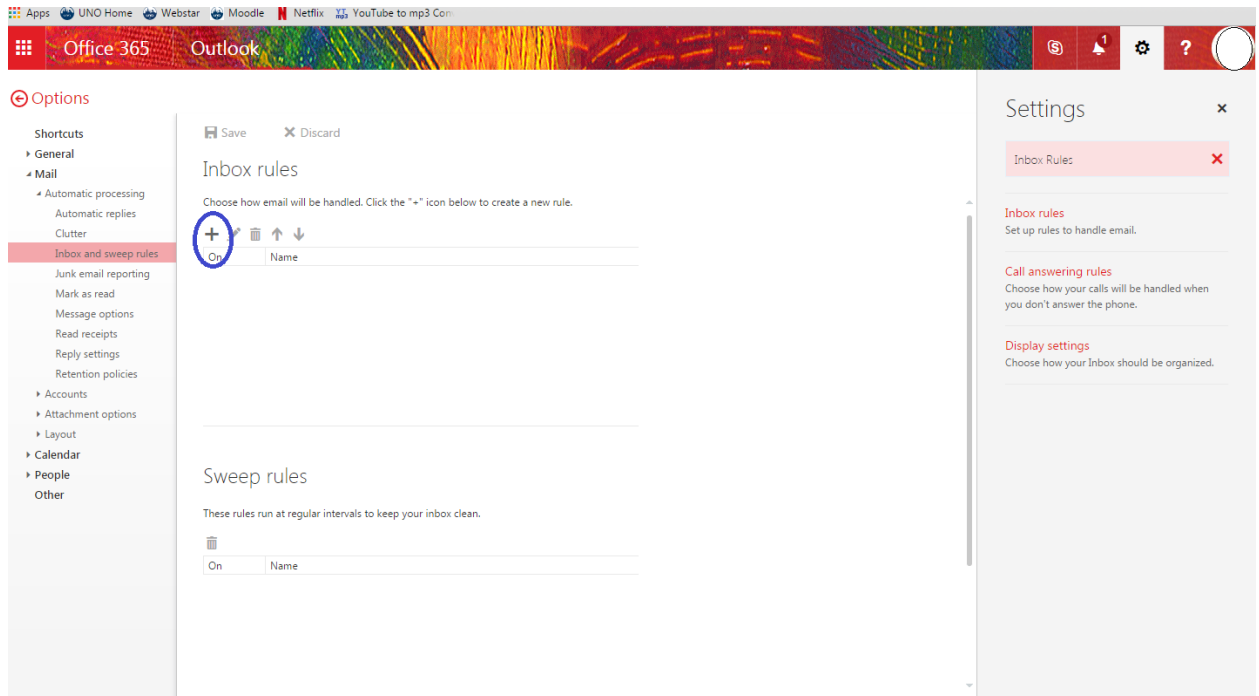 Apps UNO Home Webstar Moodle N Netflix YT mp3 YouTube to mp3 Con
Office 365 Outlook S 1 ?
Options
Shortcuts
General
Mail
Automatic processing
Automatic replies
Clutter
Inbox and sweep rules
Junk email reporting
Mark as read
Message options
Read receipts
Reply settings
Retention policies
Accounts
Attachment options
Layout
Calendar
People
Other
Save Discard
Inbox rules
Choose how email will be handled. Click the "+" icon below to create a new rule.
On Name
Sweep rules
These rules run at regular intervals to keep your inbox clean.
On Name
Settings
Inbox Rules
Inbox rules
Set up rules to handle email.
Call answering rules
Choose how your calls will be handled when
you don't answer the phone.
Display settings
Choose how your Inbox should be organized.